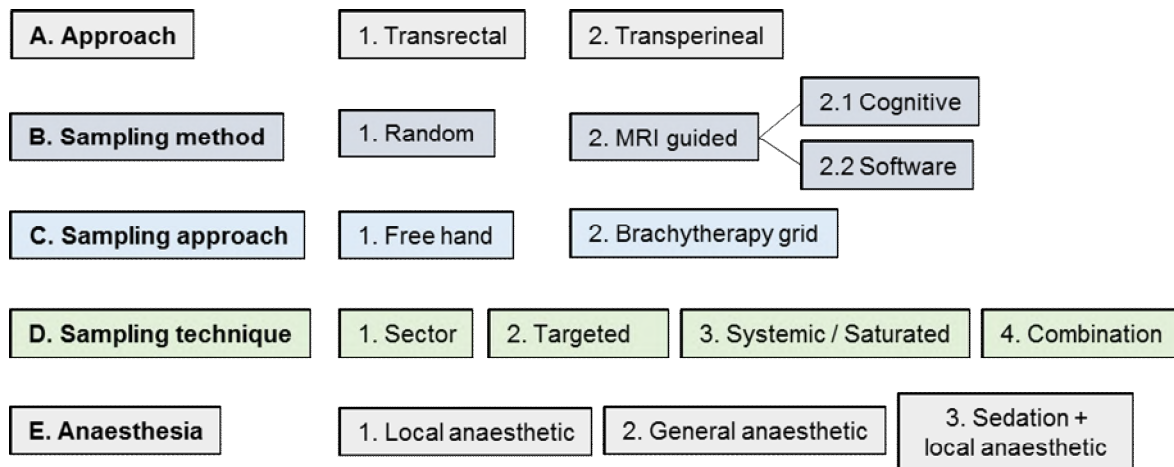 A. Approach
1. Transrectal
2. Transperineal
B. Sampling method
1. Random
2. MRI guided
2.1 Cognitive
2.2 Software
C. Sampling approach
1. Free hand
2. Brachytherapy grid
D. Sampling technique
1. Sector
2. Targeted
3. Systemic / Saturated
4. Combination
E. Anaesthesia
1. Local anaesthetic
2. General anaesthetic
3. Sedation +
local anaesthetic